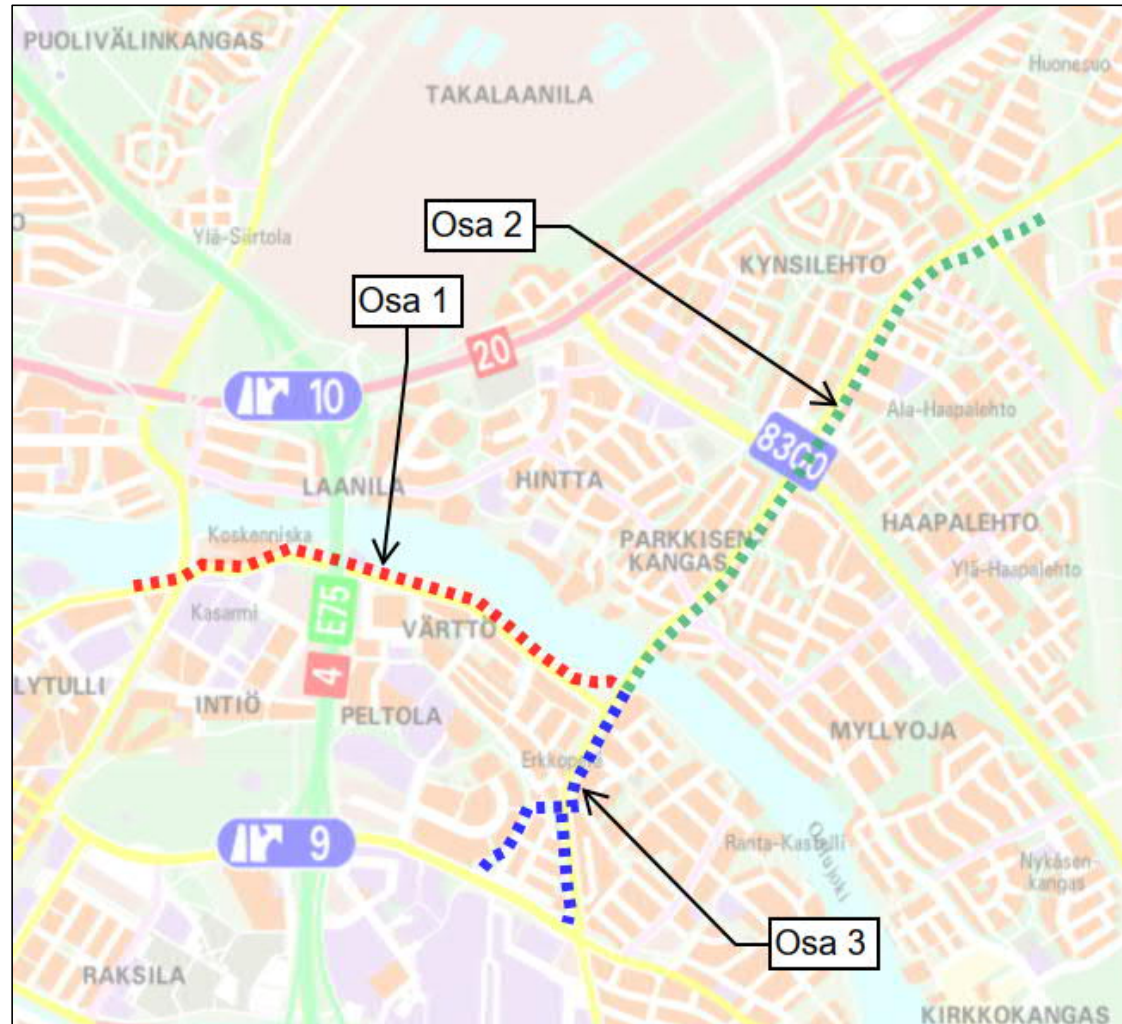 PUOLIVÄLINKANGAS
Huonesuo
TAKALAANILA
O
Osa 2
Ylä-Siirtola
KYNSILEHTO
Osa 1
20
10
Ala-Haapalehto
8300
LAANILA
HINTTA
HAAPALEHTO
Koskenniska
PARKKISEN-
KANGAS
Ylä-Haapalehto
Kasarmi
E75
VÄRTTÖ
4
LYTULLI
INTIÖ
PELTOLA
MYLLYOJA
Erkkola
9
Ranta-Kastelli
Oulujoki
Nykäsen-
kangas
Osa 3
RAKSILA
KIRKKOKANGAS